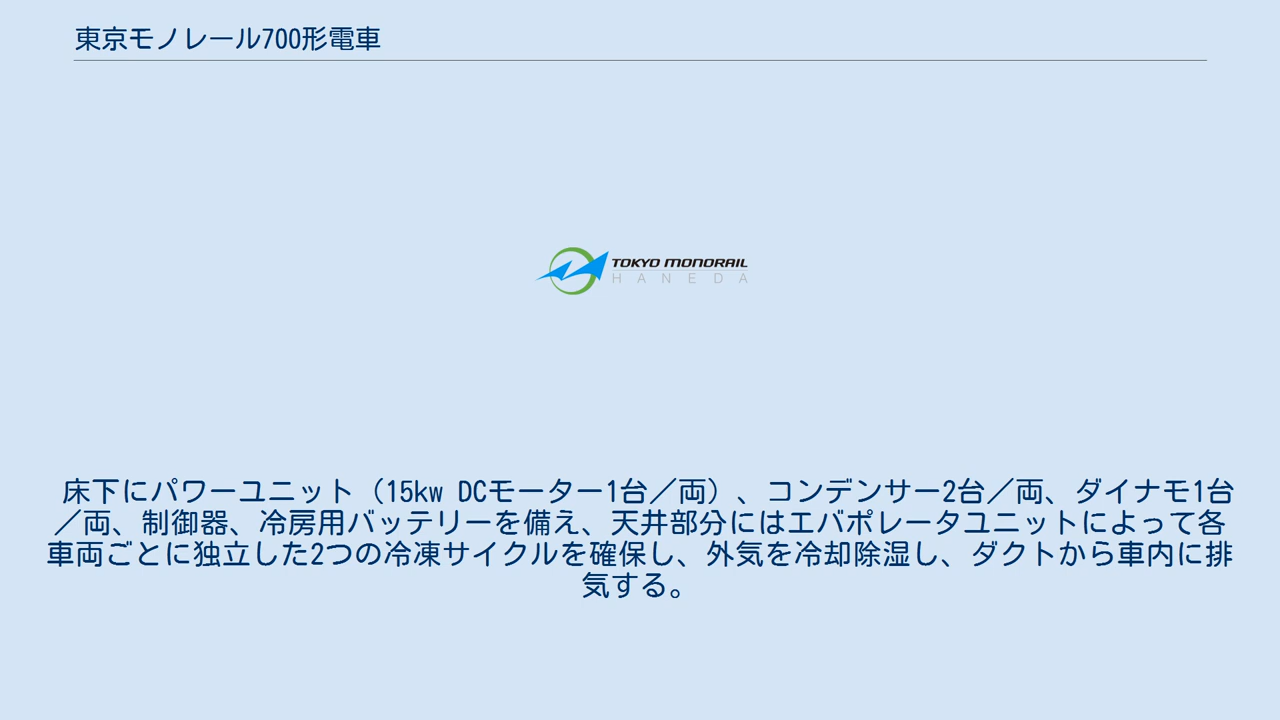 東京モノレール700形電車
TOKYO MONORAIL
HANEDA
床下にパワーユニット（15kw DCモーター1台／両）、コンデンサー2台／両、ダイナモ1台
／両、制御器、冷房用バッテリーを備え、天井部分にはエバポレータユニットによって各
車両ごとに独立した2つの冷凍サイクルを確保し、外気を冷却除湿し、ダクトから車内に排
気する。